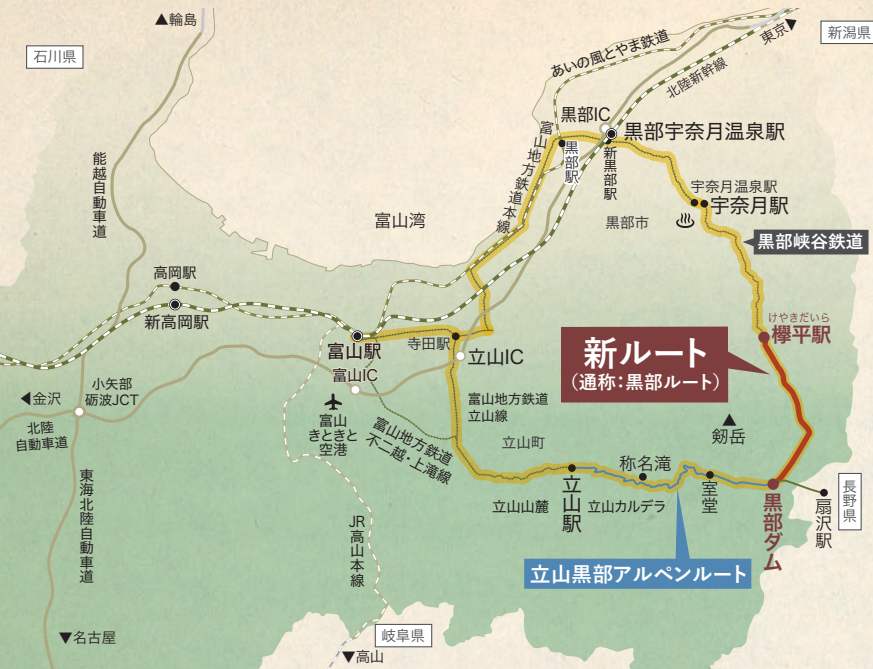 ▲輪島
石川県
東京▶
新潟県
あいの風とやま鉄道
北陸新幹線
黒部IC
黒部宇奈月温泉駅
富山地方鉄道本線
黒部駅
新黒部駅
能越自動車道
宇奈月温泉駅
宇奈月駅
富山湾
黒部市
黒部峡谷鉄道
高岡駅
新高岡駅
けやきだいら
欅平駅
富山駅
寺田駅
立山IC
新ルート
(通称:黒部ルート)
富山IC
◀金沢
小矢部
砺波JCT
北陸
自動車道
富山
きときと
空港
富山地方鉄道
不二越・上滝線
富山地方鉄道
立山線
立山町
▲
剱岳
称名滝
室堂
立山駅
立山山麓
立山カルデラ
黒部ダム
扇沢駅
長野県
東海北陸自動車道
JR高山本線
立山黒部アルペンルート
岐阜県
▼名古屋
▼高山